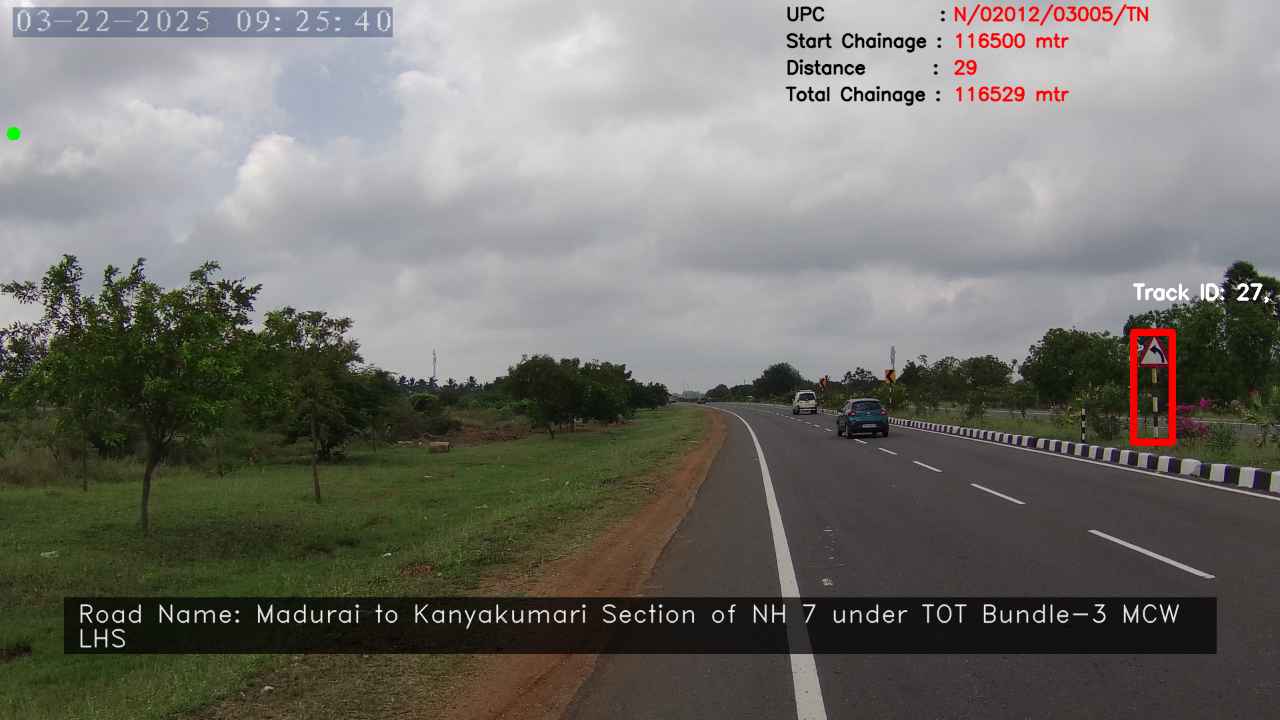 03-22-2025 09:25:40
UPC : N/02012/03005/TN
Start Chainage : 116500 mtr
Distance : 29
Total Chainage : 116529 mtr
Track ID: 27,
Road Name: Madurai to Kanyakumari Section of NH 7 under TOT Bundle-3 MCW
LHS